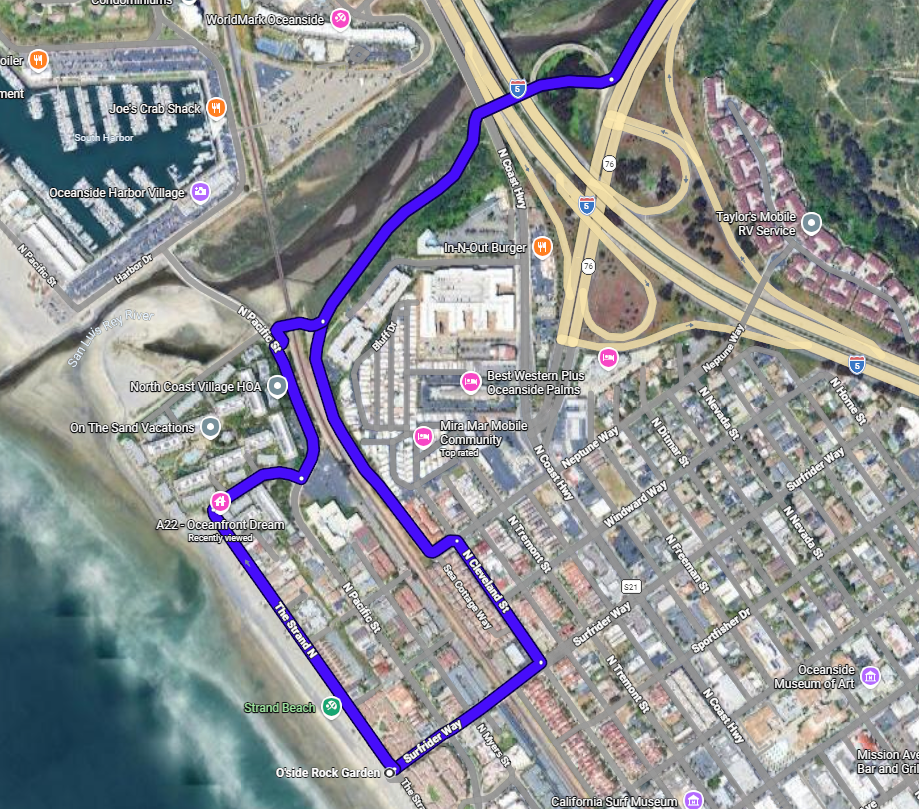 Condominiums
WorldMark Oceanside
oiler
ment
Joe's Crab Shack
South Harbor
Oceanside Harbor Village
N Pacific St
Harbor Dr
San Luis Rey River
N Pacific St
5
N Coast Hwy
76
5
76
In-N-Out Burger
Taylor's Mobile
RV Service
Bluff Dr
North Coast Village HOA
On The Sand Vacations
Best Western Plus
Oceanside Palms
Mira Mar Mobile
Community
Top rated
Neptune Way
5
N Horne St
N Nevada St
N Ditmar St
Neptune Way
N Coast Hwy
Surfrider Way
Windward Way
A22 - Oceanfront Dream
Recently viewed
N Tremont St
N Nevada St
N Freeman St
N Cleveland St
Sea Cottage Way
S21
N Pacific St
The Strand N
Surfrider Way
Sportfisher Dr
N Tremont St
Oceanside
Museum of Art
Strand Beach
N Coast Hwy
Surfrider Way
N Myers St
O'side Rock Garden
The Str
Mission Ave
Bar and Gril
California Surf Museum